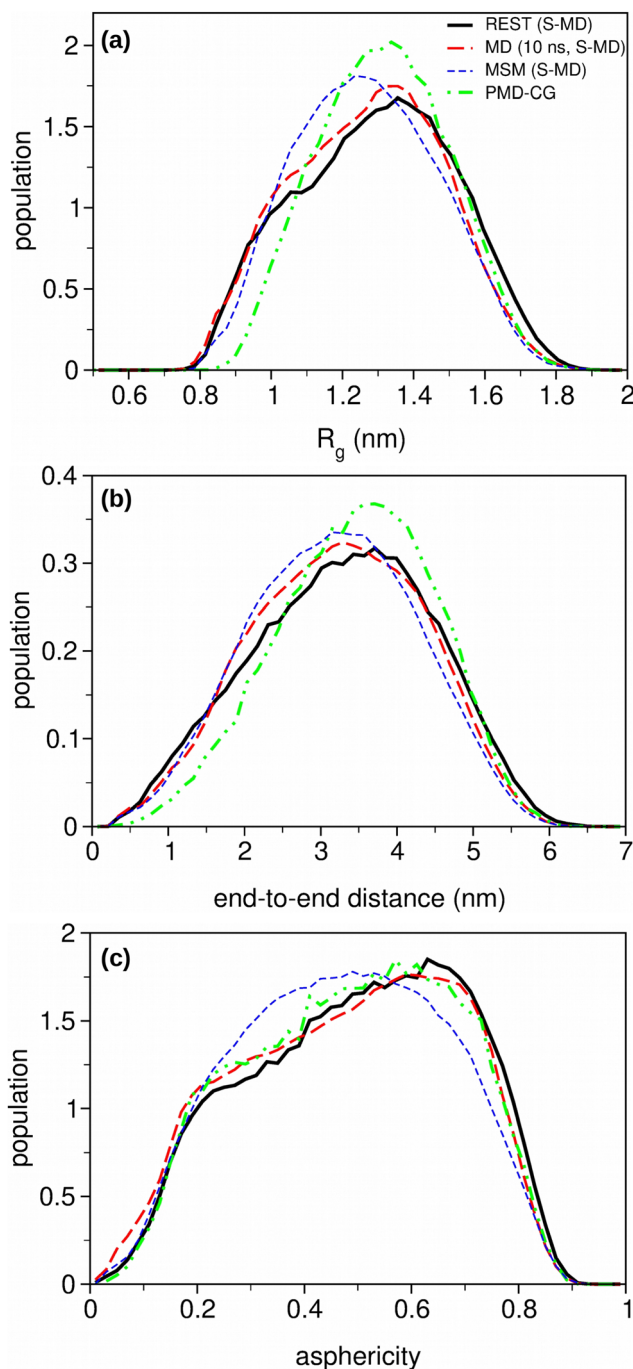 (a)
REST (S-MD)
MD (10 ns, S-MD)
MSM (S-MD)
PMD-CG
2
1.5
1
0.5
0
population
0.6 0.8 1 1.2 1.4 1.6 1.8 2
Rg (nm)
(b)
0.4
0.3
0.2
0.1
0
population
0 1 2 3 4 5 6 7
end-to-end distance (nm)
(c)
2
1.5
1
0.5
0
population
0 0.2 0.4 0.6 0.8 1
asphericity